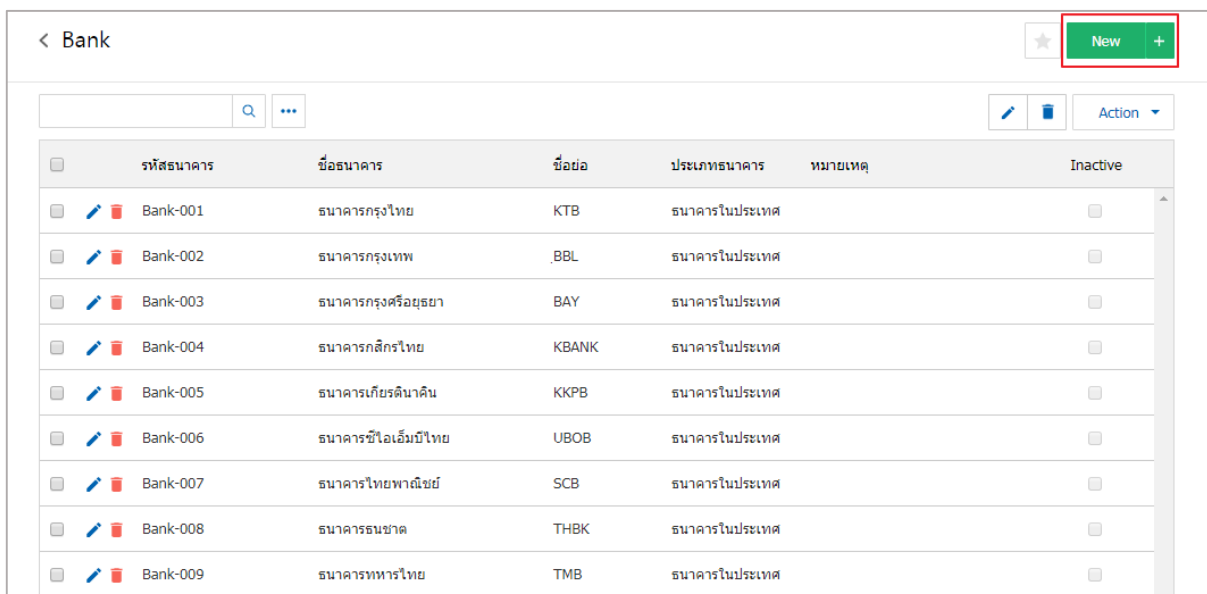 Bank
New +
Action
รหัสธนาคาร ชื่อธนาคาร ชื่อย่อ ประเภทธนาคาร หมายเหตุ Inactive
Bank-001 ธนาคารกรุงไทย KTB ธนาคารในประเทศ
Bank-002 ธนาคารกรุงเทพ ฺBBL ธนาคารในประเทศ
Bank-003 ธนาคารกรุงศรีอยุธยา BAY ธนาคารในประเทศ
Bank-004 ธนาคารกสิกรไทย KBANK ธนาคารในประเทศ
Bank-005 ธนาคารเกียรตินาคิน KKPB ธนาคารในประเทศ
Bank-006 ธนาคารซีไอเอ็มบีไทย UBOB ธนาคารในประเทศ
Bank-007 ธนาคารไทยพาณิชย์ SCB ธนาคารในประเทศ
Bank-008 ธนาคารธนชาต THBK ธนาคารในประเทศ
Bank-009 ธนาคารทหารไทย TMB ธนาคารในประเทศ